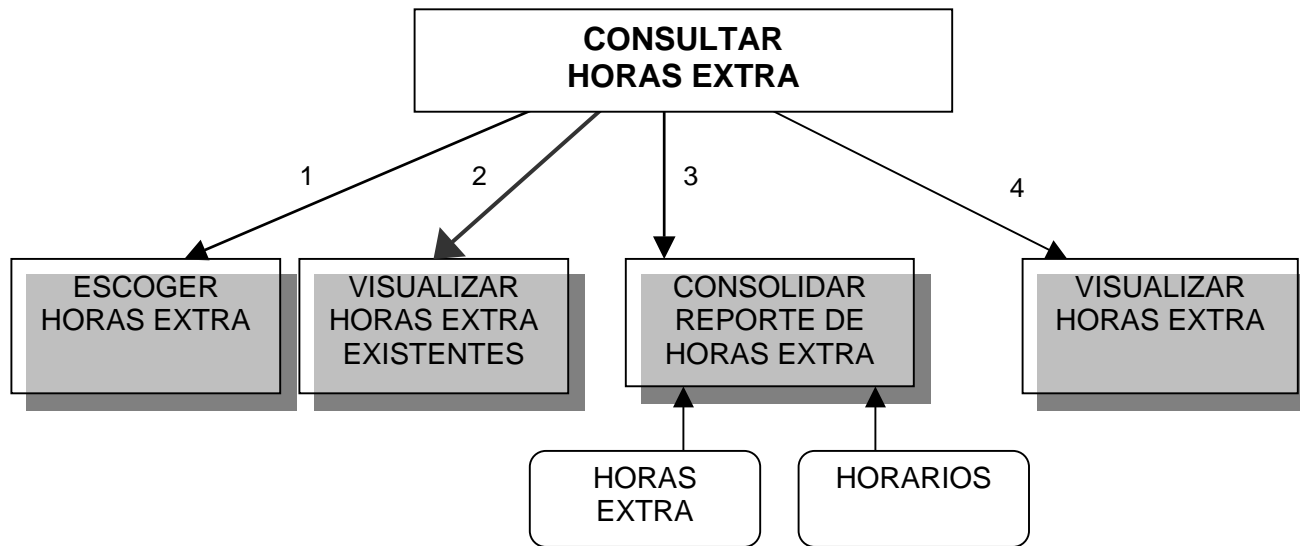 CONSULTAR
HORAS EXTRA
1
2
3
4
ESCOGER
HORAS EXTRA
VISUALIZAR
HORAS EXTRA
EXISTENTES
CONSOLIDAR
REPORTE DE
HORAS EXTRA
VISUALIZAR
HORAS EXTRA
HORAS
EXTRA
HORARIOS